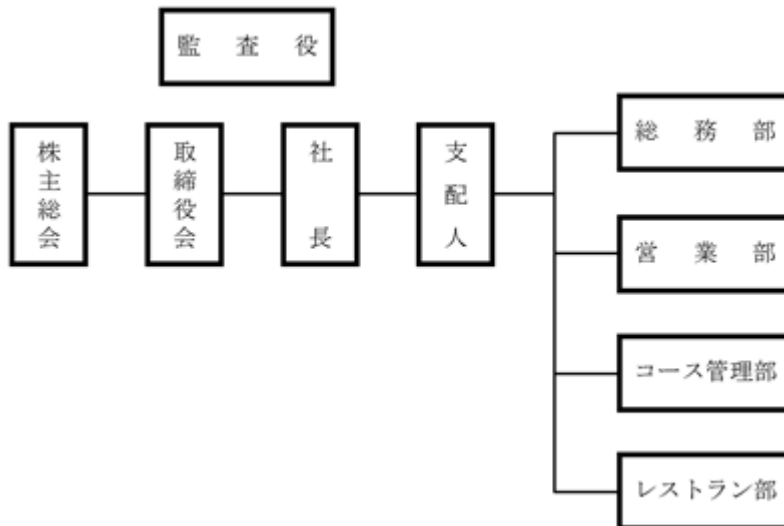 監査役
株主総会
取締役会
社長
支配人
総務部
営業部
コース管理部
レストラン部